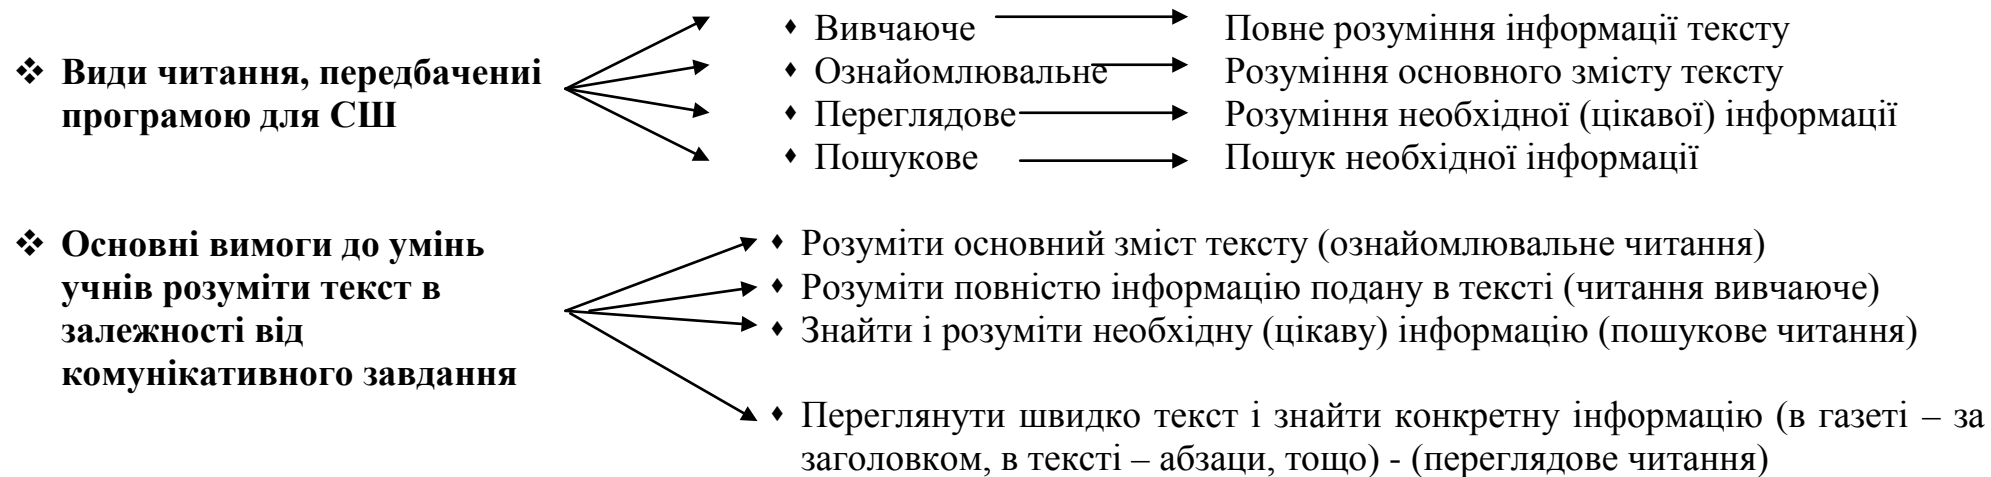 ❖ Види читання, передбачениі
програмою для СШ
♦ Вивчаюче
Повне розуміння інформації тексту
♦ Ознайомлювальне
Розуміння основного змісту тексту
♦ Переглядове
Розуміння необхідної (цікавої) інформації
♦ Пошукове
Пошук необхідної інформації
❖ Основні вимоги до умінь
учнів розуміти текст в
залежності від
комунікативного завдання
♦ Розуміти основний зміст тексту (ознайомлювальне читання)
♦ Розуміти повністю інформацію подану в тексті (читання вивчаюче)
♦ Знайти і розуміти необхідну (цікаву) інформацію (пошукове читання)
♦ Переглянути швидко текст і знайти конкретну інформацію (в газеті – за
заголовком, в тексті – абзаци, тощо) - (переглядове читання)